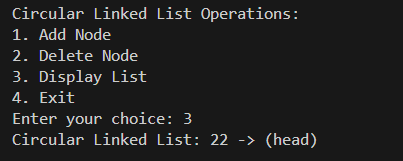 Circular Linked List Operations:
1. Add Node
2. Delete Node
3. Display List
4. Exit
Enter your choice: 3
Circular Linked List: 22 -> (head)